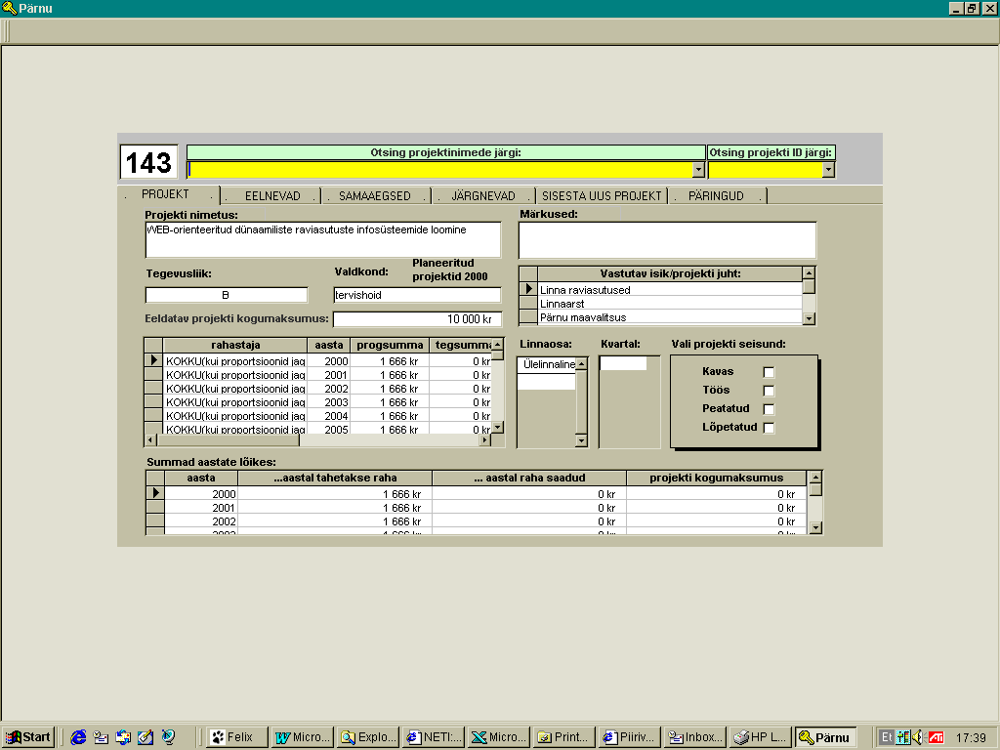 Pärnu
143
Otsing projektinimede järgi:
Otsing projekti ID järgi:
. PROJEKT .
. EELNEVAD .
. SAMAAEGSED .
. JÄRGNEVAD .
SISESTA UUS PROJEKT
. PÄRINGUD .
Projekti nimetus:
WEB-orienteeritud dünaamiliste raviasutuste infosüsteemide loomine
Märkused:
Tegevusliik:
B
Valdkond:
tervishoid
Planeeritud
projektid 2000
Eeldatav projekti kogumaksumus:
10 000 kr
Vastutav isik/projekti juht:
Linna raviasutused
Linnaarst
Pärnu maavalitsus
rahastaja aasta progsumma tegsumma
KOKKU(kui proportsioonid jag 2000 1 666 kr 0 kr
KOKKU(kui proportsioonid jag 2001 1 666 kr 0 kr
KOKKU(kui proportsioonid jag 2002 1 666 kr 0 kr
KOKKU(kui proportsioonid jag 2003 1 666 kr 0 kr
KOKKU(kui proportsioonid jag 2004 1 666 kr 0 kr
KOKKU(kui proportsioonid jag 2005 1 666 kr 0 kr
Linnaosa:
Ülelinnaline
Kvartal:
Vali projekti seisund:
Kavas
Töös
Peatatud
Lõpetatud
Summad aastate lõikes:
aasta ...aastal tahetakse raha ... aastal raha saadud projekti kogumaksumus
2000 1 666 kr 0 kr 0 kr
2001 1 666 kr 0 kr 0 kr
2002 1 666 kr 0 kr 0 kr
2003 1 666 kr 0 kr 0 kr
Start
Felix
Micro...
Explo...
NETI:...
Micro...
Print...
Piiriv...
Inbox...
HP L...
Pärnu
Et
ATI
17:39